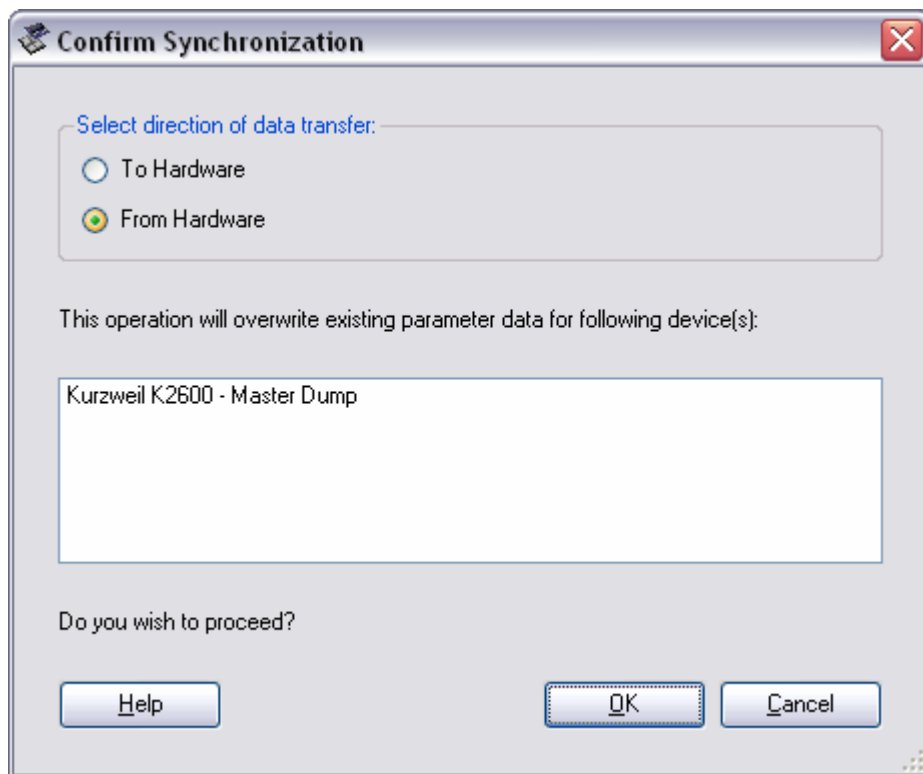 Confirm Synchronization
Select direction of data transfer:
To Hardware
From Hardware
This operation will overwrite existing parameter data for following device(s):
Kurzweil K2600 - Master Dump
Do you wish to proceed?
Help
OK
Cancel